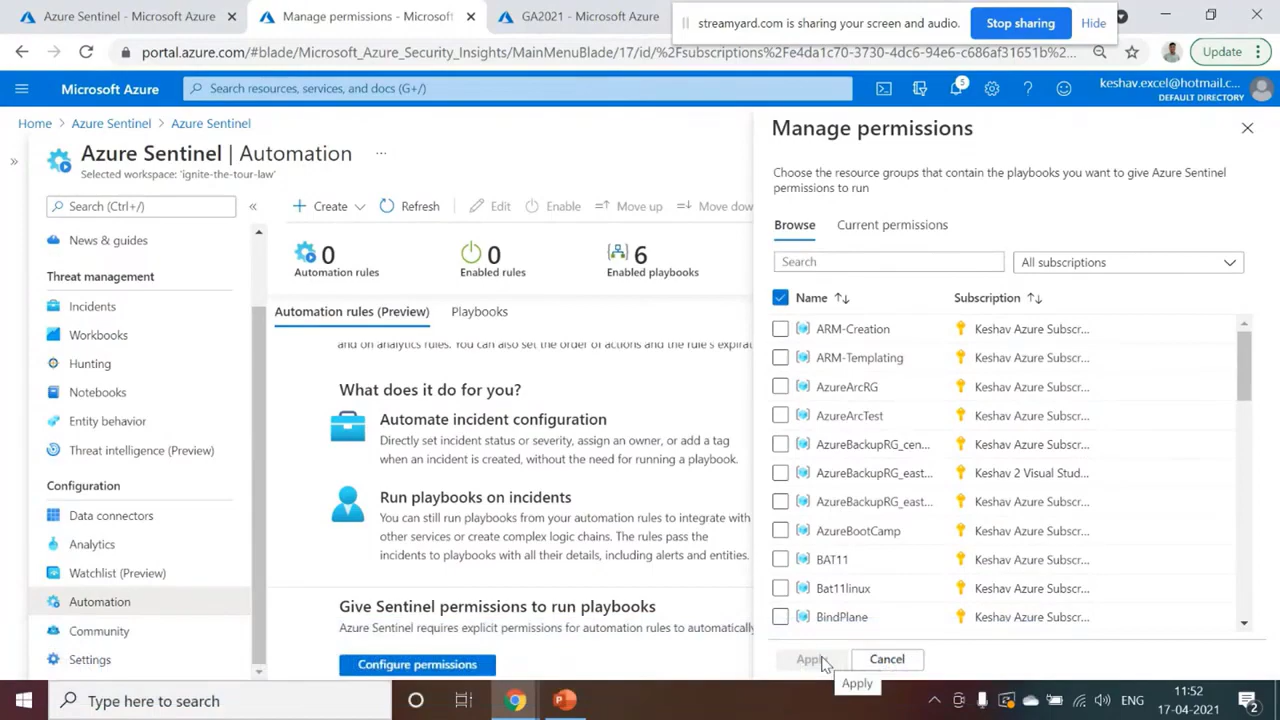 Azure Sentinel - Microsoft Azure
Manage permissions - Microsoft
GA2021 - Microsoft Azure
streamyard.com is sharing your screen and audio.
Stop sharing
Hide
portal.azure.com/#blade/Microsoft_Azure_Security_Insights/MainMenuBlade/17/id/%2Fsubscriptions%2Fe4da1c70-3730-4dc6-94e6-c686af31651b%2...
Update
Microsoft Azure
Search resources, services, and docs (G+/)
5
keshav.excel@hotmail.c...
DEFAULT DIRECTORY
Home > Azure Sentinel > Azure Sentinel
Azure Sentinel | Automation ...
Selected workspace: 'ignite-the-tour-law'
Search (Ctrl+/)
News & guides
Threat management
Incidents
Workbooks
Hunting
Notebooks
Entity behavior
Threat intelligence (Preview)
Configuration
Data connectors
Analytics
Watchlist (Preview)
Automation
Community
Settings
Create
Refresh
Edit
Enable
Move up
Move dow
0
Automation rules
0
Enabled rules
6
Enabled playbooks
Automation rules (Preview)
Playbooks
and on analytics rules. You can also set the order of actions and the rule's expirat
What does it do for you?
Automate incident configuration
Directly set incident status or severity, assign an owner, or add a tag
when an incident is created, without the need for running a playbook.
Run playbooks on incidents
You can still run playbooks from your automation rules to integrate with
other services or create complex logic chains. The rules pass the
incidents to playbooks with all their details, including alerts and entities.
Give Sentinel permissions to run playbooks
Azure Sentinel requires explicit permissions for automation rules to automatically
Configure permissions
Manage permissions
Choose the resource groups that contain the playbooks you want to give Azure Sentinel
permissions to run
Browse
Current permissions
Search
All subscriptions
Name
Subscription
ARM-Creation Keshav Azure Subscr...
ARM-Templating Keshav Azure Subscr...
AzureArcRG Keshav Azure Subscr...
AzureArcTest Keshav Azure Subscr...
AzureBackupRG_cen... Keshav Azure Subscr...
AzureBackupRG_east... Keshav 2 Visual Stud...
AzureBackupRG_east... Keshav Azure Subscr...
AzureBootCamp Keshav Azure Subscr...
BAT11 Keshav Azure Subscr...
Bat11linux Keshav Azure Subscr...
BindPlane Keshav Azure Subscr...
Apply
Cancel
Apply
Type here to search
ENG
11:52
17-04-2021
2